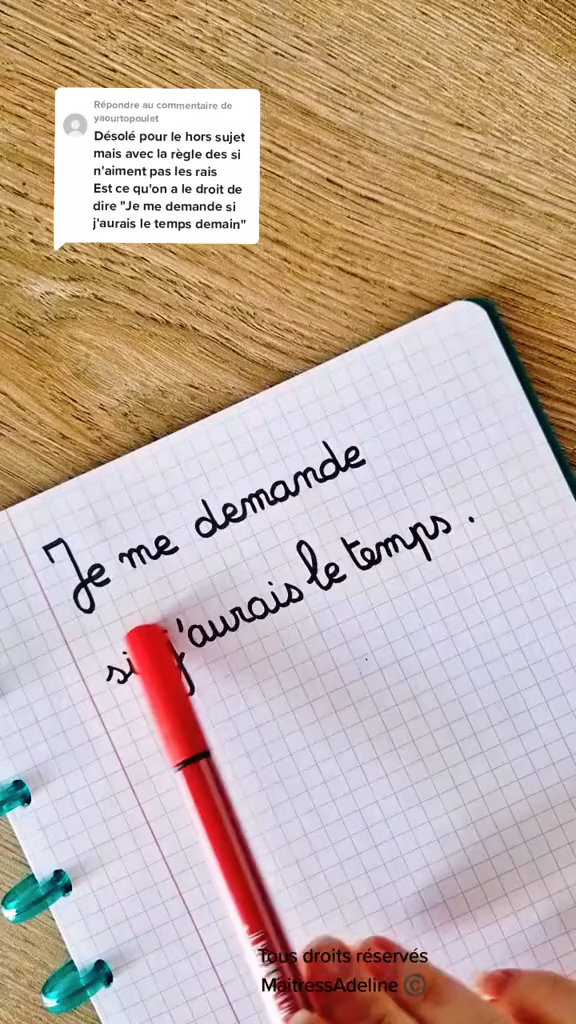 Répondre au commentaire de
yaourtopoulet
Désolé pour le hors sujet
mais avec la règle des si
n'aiment pas les rais
Est ce qu'on a le droit de
dire "Je me demande si
j'aurais le temps demain"
Je me demande
si j'aurais le temps.
Tous droits réservés
MaitressAdeline ©